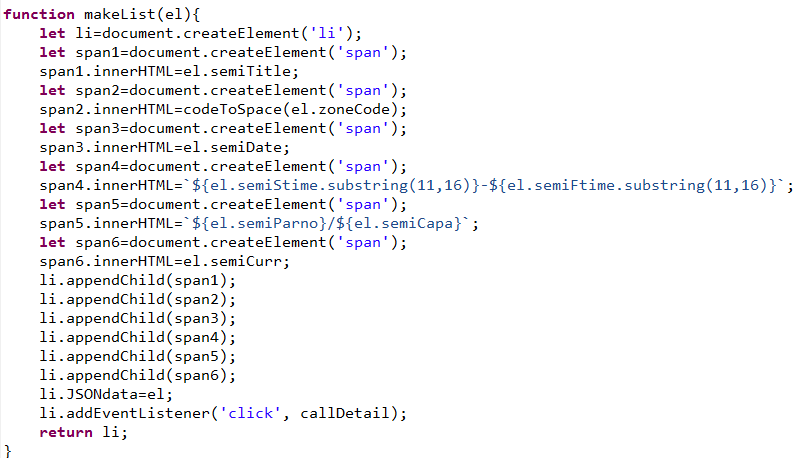 function makeList(el){
    let li=document.createElement('li');
    let span1=document.createElement('span');
    span1.innerHTML=el.semiTitle;
    let span2=document.createElement('span');
    span2.innerHTML=codeToSpace(el.zoneCode);
    let span3=document.createElement('span');
    span3.innerHTML=el.semiDate;
    let span4=document.createElement('span');
    span4.innerHTML=`${el.semiStime.substring(11,16)}-${el.semiFtime.substring(11,16)}`;
    let span5=document.createElement('span');
    span5.innerHTML=`${el.semiParno}/${el.semiCapa}`;
    let span6=document.createElement('span');
    span6.innerHTML=el.semiCurr;
    li.appendChild(span1);
    li.appendChild(span2);
    li.appendChild(span3);
    li.appendChild(span4);
    li.appendChild(span5);
    li.appendChild(span6);
    li.JSONdata=el;
    li.addEventListener('click', callDetail);
    return li;
}